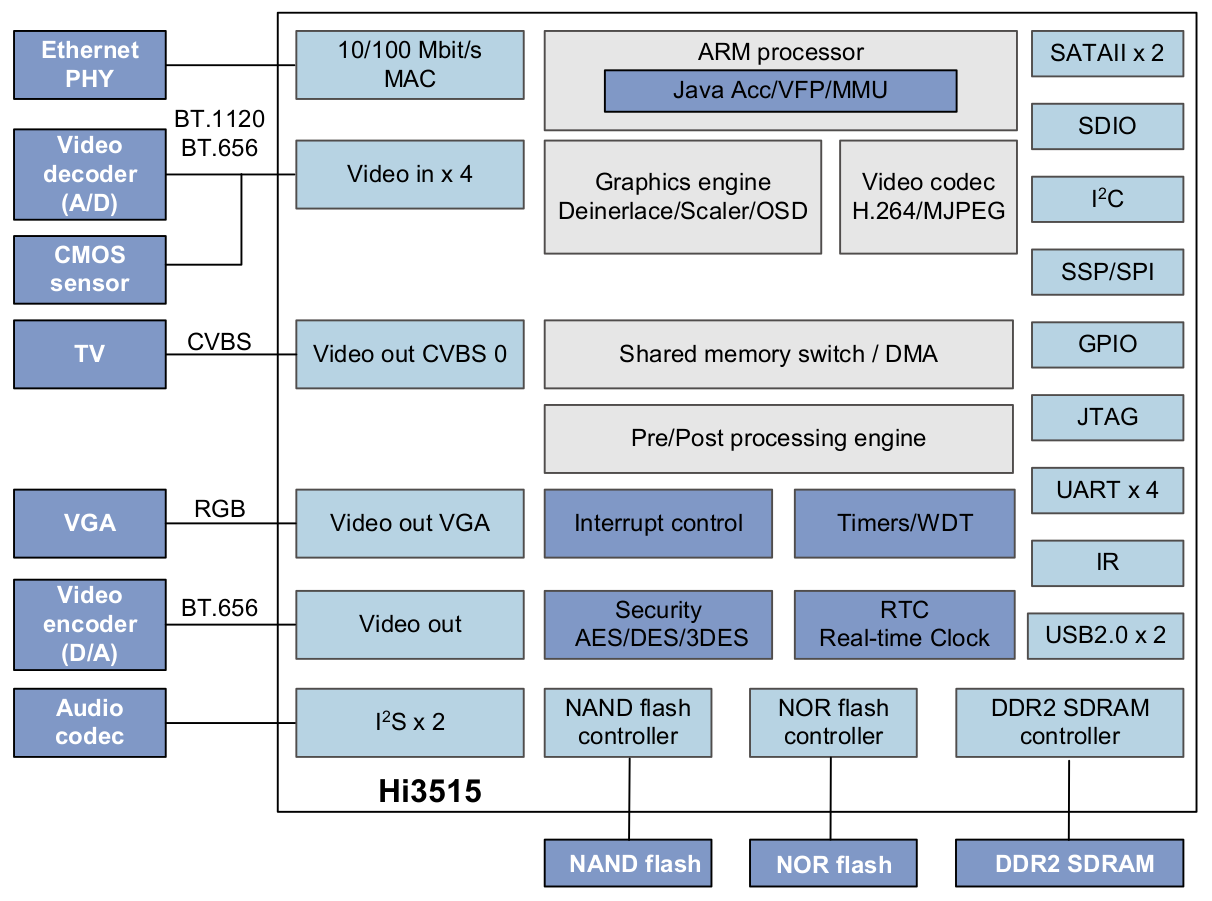 Ethernet
PHY
10/100 Mbit/s
MAC
ARM processor
Java Acc/VFP/MMU
SATAII x 2
BT.1120
BT.656
Video
decoder
(A/D)
Video in x 4
Graphics engine
Deinerlace/Scaler/OSD
Video codec
H.264/MJPEG
SDIO
I²C
CMOS
sensor
SSP/SPI
TV
CVBS
Video out CVBS 0
Shared memory switch / DMA
GPIO
Pre/Post processing engine
JTAG
VGA
RGB
Video out VGA
Interrupt control
Timers/WDT
UART x 4
IR
Video
encoder
(D/A)
BT.656
Video out
Security
AES/DES/3DES
RTC
Real-time Clock
USB2.0 x 2
Audio
codec
I²S x 2
NAND flash
controller
NOR flash
controller
DDR2 SDRAM
controller
Hi3515
NAND flash
NOR flash
DDR2 SDRAM